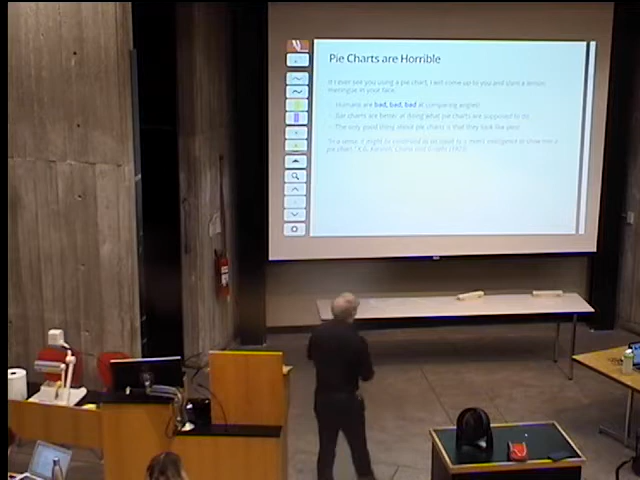 Pie Charts are Horrible
If I ever see you using a pie chart, I will come up to you and slam a lemon
meringue in your face.
Humans are bad, bad, bad at comparing angles!
Bar charts are better at doing what pie charts are supposed to do
The only good thing about pie charts is that they look like pies!
pie chart."